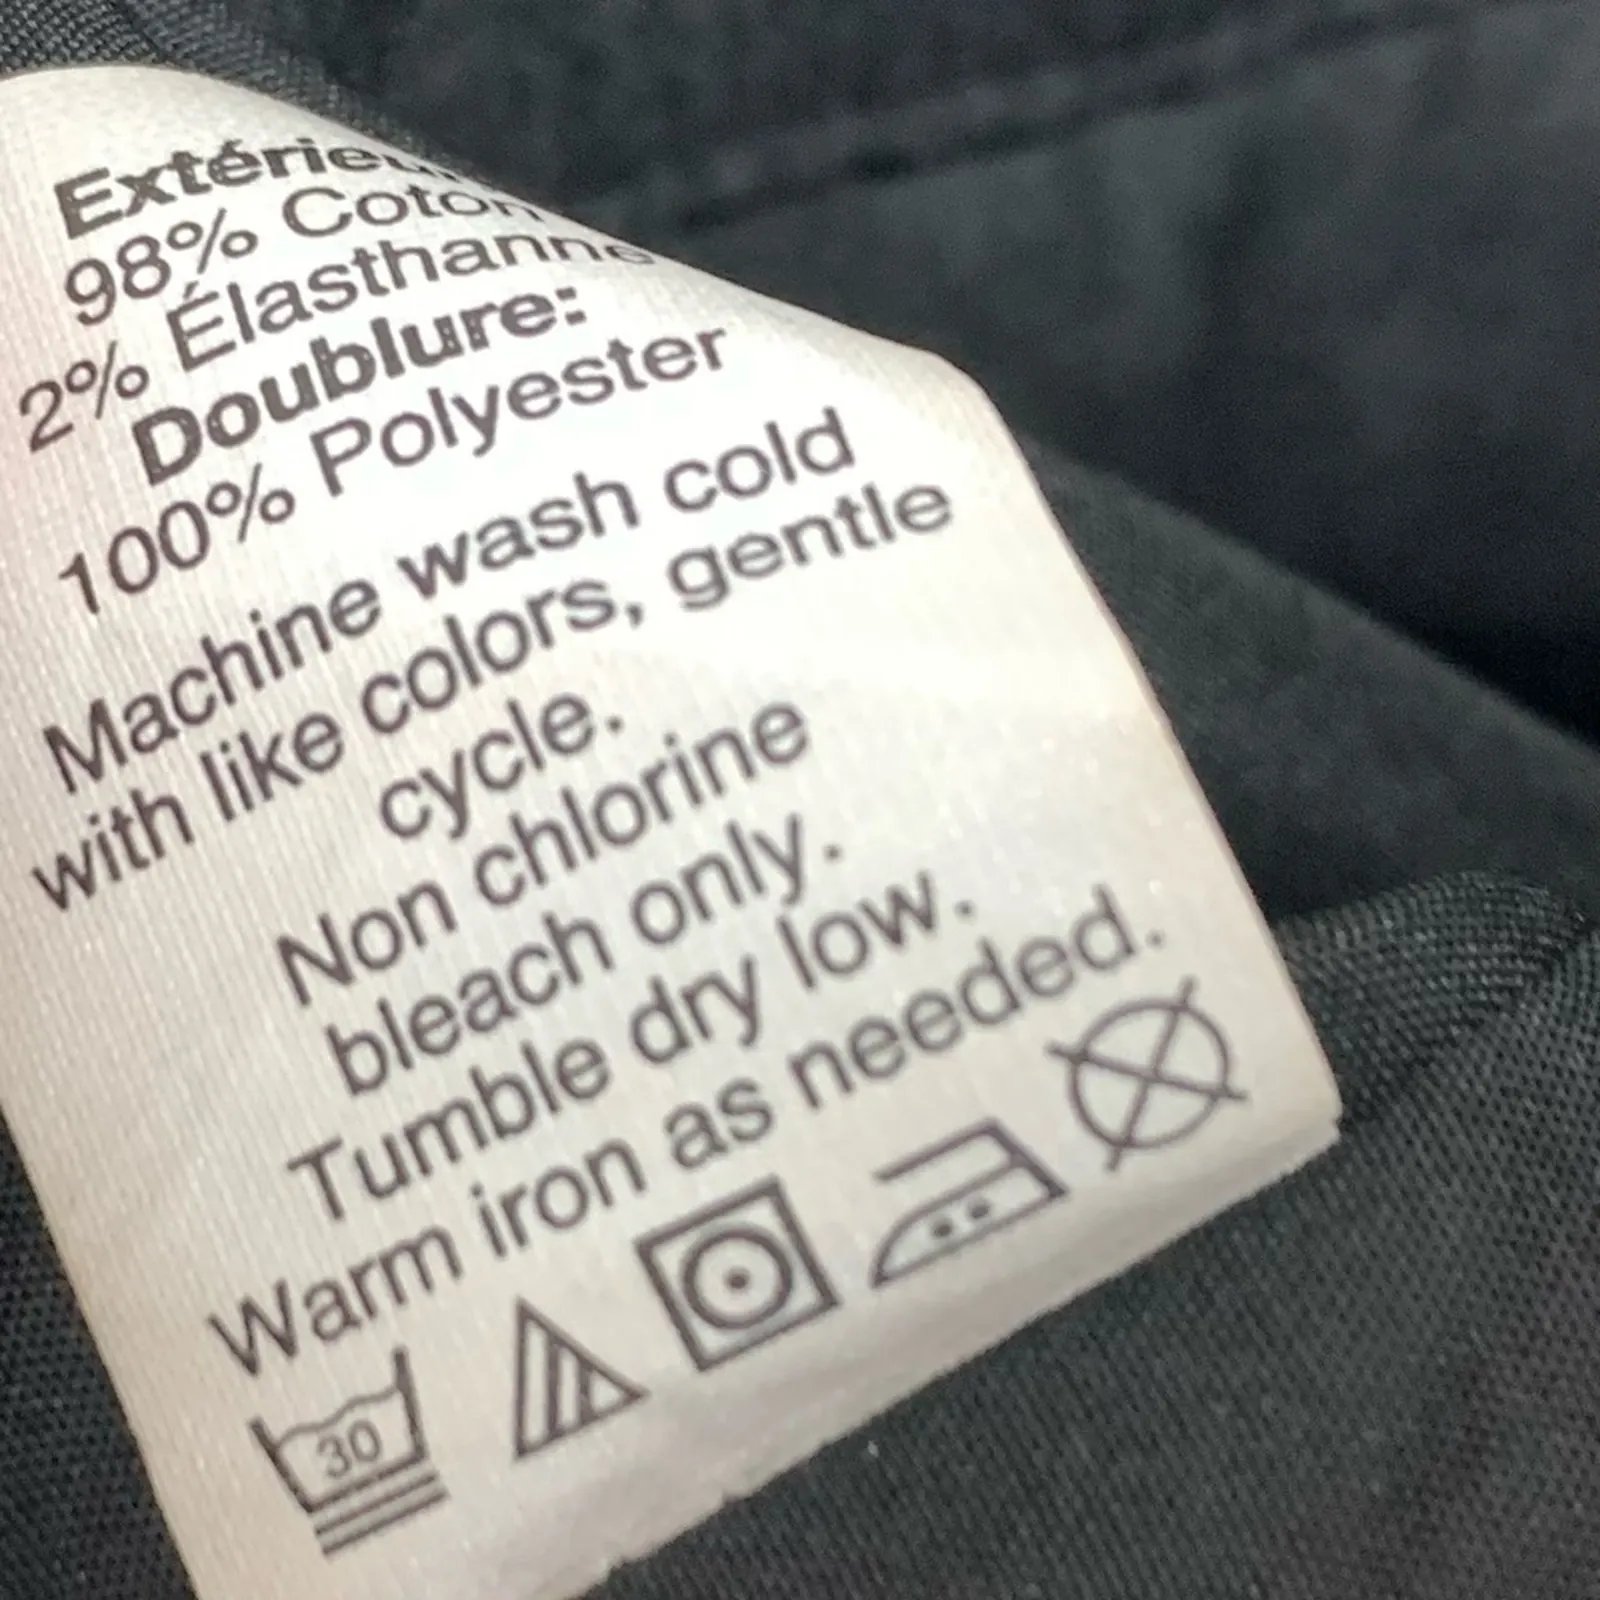 Extérieur
98% Coton
2% Élasthanne
Doublure:
100% Polyester
Machine wash cold
with like colors, gentle
cycle.
Non chlorine
bleach only.
Tumble dry low.
Warm iron as needed.
30